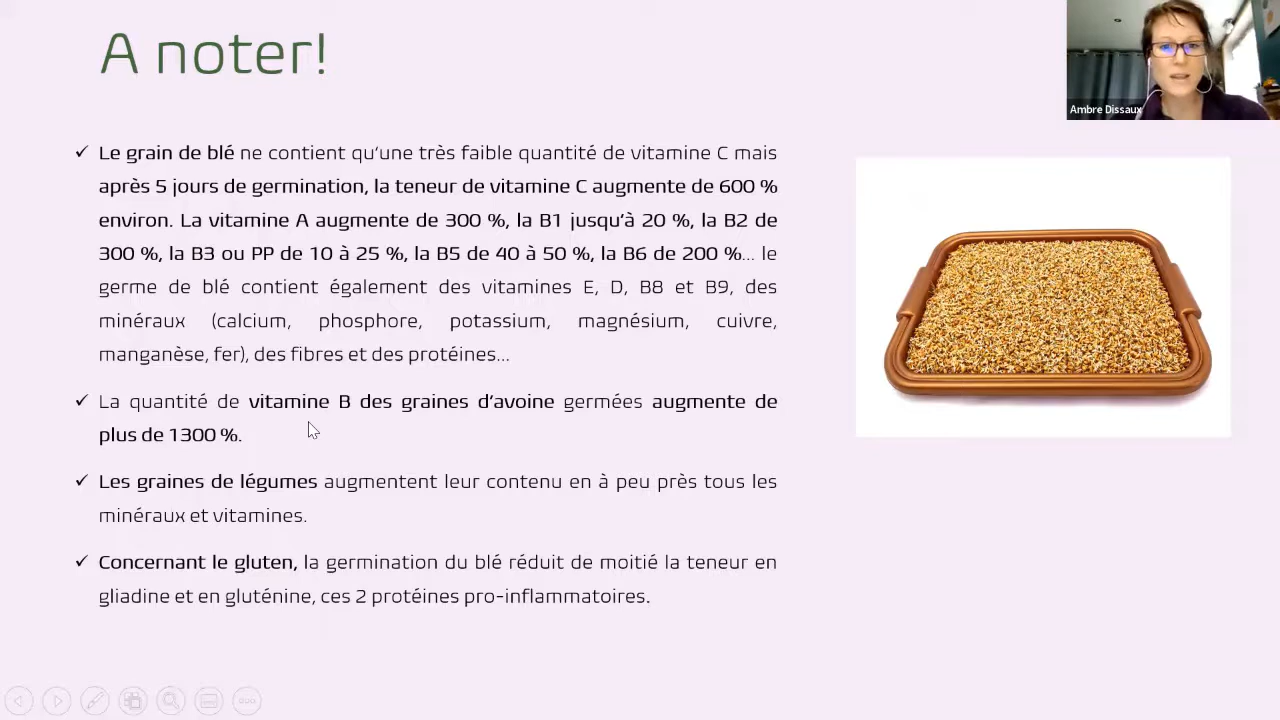 A noter!
Ambre Dissaux
✓ Le grain de blé ne contient qu'une très faible quantité de vitamine C mais
après 5 jours de germination, la teneur de vitamine C augmente de 600 %
environ. La vitamine A augmente de 300 %, la B1 jusqu'à 20 %, la B2 de
300 %, la B3 ou PP de 10 à 25 %, la B5 de 40 à 50 %, la B6 de 200 %... le
germe de blé contient également des vitamines E, D, B8 et B9, des
minéraux (calcium, phosphore, potassium, magnésium, cuivre,
manganèse, fer), des fibres et des protéines...
✓ La quantité de vitamine B des graines d'avoine germées augmente de
plus de 1300 %.
✓ Les graines de légumes augmentent leur contenu en à peu près tous les
minéraux et vitamines.
✓ Concernant le gluten, la germination du blé réduit de moitié la teneur en
gliadine et en gluténine, ces 2 protéines pro-inflammatoires.